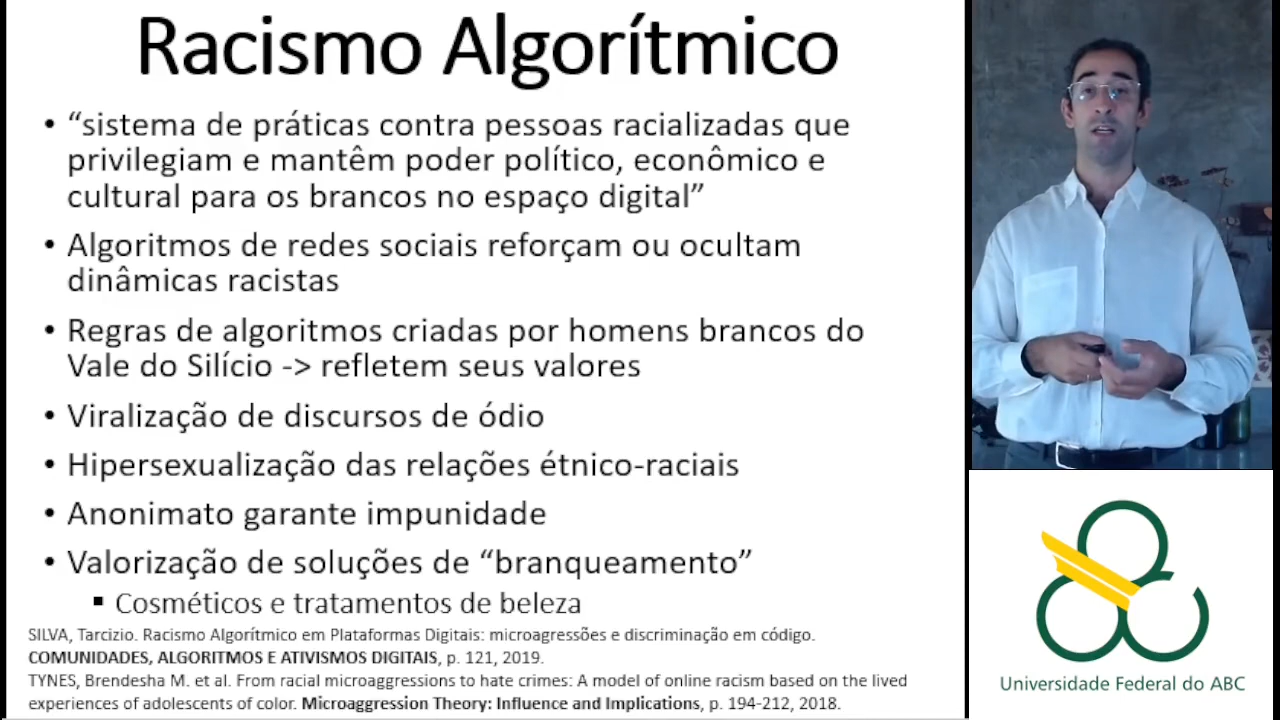 Racismo Algorítmico
• “sistema de práticas contra pessoas racializadas que
privilegiam e mantêm poder político, econômico e
cultural para os brancos no espaço digital”
• Algoritmos de redes sociais reforçam ou ocultam
dinâmicas racistas
• Regras de algoritmos criadas por homens brancos do
Vale do Silício -> refletem seus valores
• Viralização de discursos de ódio
• Hipersexualização das relações étnico-raciais
• Anonimato garante impunidade
• Valorização de soluções de “branqueamento”
▪ Cosméticos e tratamentos de beleza
SILVA, Tarcizio. Racismo Algorítmico em Plataformas Digitais: microagressões e discriminação em código.
COMUNIDADES, ALGORITMOS E ATIVISMOS DIGITAIS, p. 121, 2019.
TYNES, Brendesha M. et al. From racial microaggressions to hate crimes: A model of online racism based on the lived
experiences of adolescents of color. Microaggression Theory: Influence and Implications, p. 194-212, 2018.
Universidade Federal do ABC